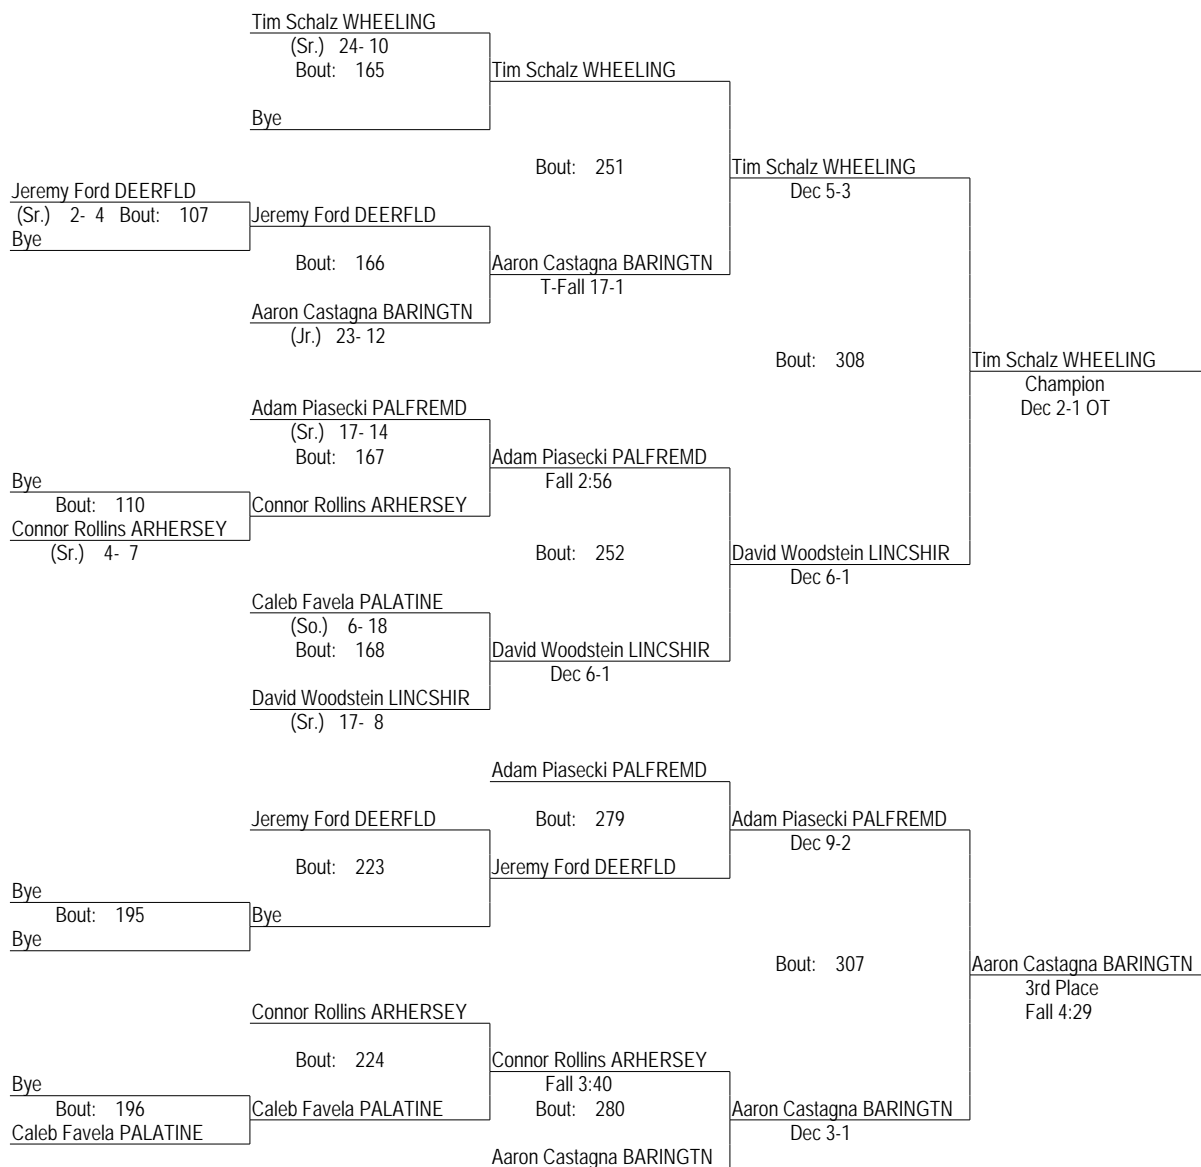 Tim Schalz WHEELING
(Sr.) 24- 10
Bout: 165
Tim Schalz WHEELING
Bye
Bout: 251
Tim Schalz WHEELING
Dec 5-3
Jeremy Ford DEERFLD
(Sr.) 2- 4 Bout: 107
Jeremy Ford DEERFLD
Bye
Bout: 166
Aaron Castagna BARINGTN
T-Fall 17-1
Aaron Castagna BARINGTN
(Jr.) 23- 12
Bout: 308
Tim Schalz WHEELING
Champion
Dec 2-1 OT
Adam Piasecki PALFREMD
(Sr.) 17- 14
Bout: 167
Adam Piasecki PALFREMD
Fall 2:56
Bye
Bout: 110
Connor Rollins ARHERSEY
Connor Rollins ARHERSEY
(Sr.) 4- 7
Bout: 252
David Woodstein LINCSHIR
Dec 6-1
Caleb Favela PALATINE
(So.) 6- 18
Bout: 168
David Woodstein LINCSHIR
Dec 6-1
David Woodstein LINCSHIR
(Sr.) 17- 8
Adam Piasecki PALFREMD
Jeremy Ford DEERFLD
Bout: 279
Adam Piasecki PALFREMD
Dec 9-2
Bout: 223
Jeremy Ford DEERFLD
Bye
Bout: 195
Bye
Bye
Bout: 307
Aaron Castagna BARINGTN
3rd Place
Fall 4:29
Connor Rollins ARHERSEY
Bout: 224
Connor Rollins ARHERSEY
Fall 3:40
Bye
Bout: 196
Caleb Favela PALATINE
Bout: 280
Aaron Castagna BARINGTN
Dec 3-1
Caleb Favela PALATINE
Aaron Castagna BARINGTN